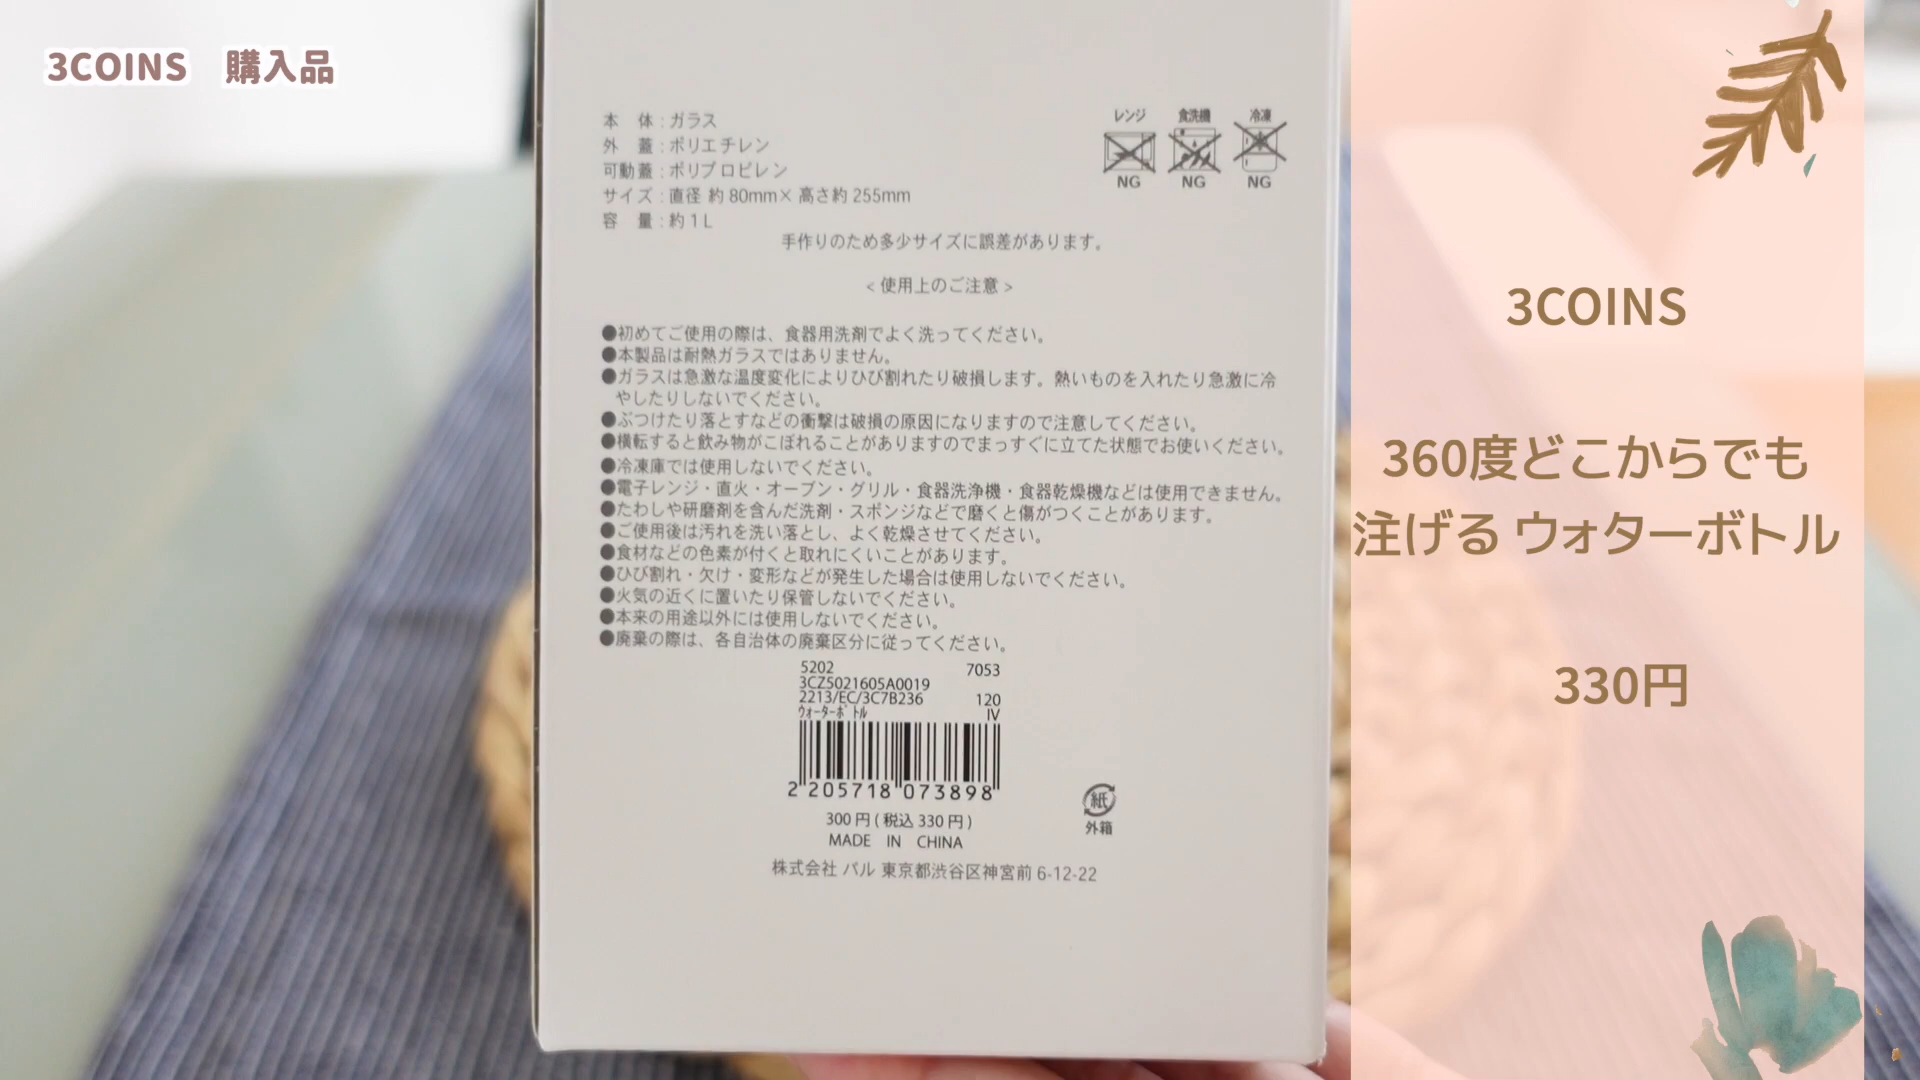 3COINS 購入品
本 体 : ガラス
外 蓋 : ポリエチレン
可動蓋 : ポリプロピレン
サイズ : 直径 約 80mm× 高さ約 255mm
容 量 : 約 1 L
手作りのため多少サイズに誤差があります。
レンジ 食洗機 冷凍
NG NG NG
< 使用上のご注意 >
●初めてご使用の際は、食器用洗剤でよく洗ってください。
●本製品は耐熱ガラスではありません。
●ガラスは急激な温度変化によりひび割れたり破損します。熱いものを入れたり急激に冷
やしたりしないでください。
●ぶつけたり落とすなどの衝撃は破損の原因になりますので注意してください。
●横転すると飲み物がこぼれることがありますのでまっすぐに立てた状態でお使いください。
●冷凍庫では使用しないでください。
●電子レンジ・直火・オーブン・グリル・食器洗浄機・食器乾燥機などは使用できません。
●たわしや研磨剤を含んだ洗剤・スポンジなどで磨くと傷がつくことがあります。
●ご使用後は汚れを洗い落とし、よく乾燥させてください。
●食材などの色素が付くと取れにくいことがあります。
●ひび割れ・欠け・変形などが発生した場合は使用しないでください。
●火気の近くに置いたり保管しないでください。
●本来の用途以外には使用しないでください。
●廃棄の際は、各自治体の廃棄区分に従ってください。
5202 7053
3CZ5021605A0019
2213/EC/3C7B236 120
ウォーターボトル IV
2 205718 073898
300 円 ( 税込 330 円 )
MADE IN CHINA
株式会社 パル 東京都渋谷区神宮前 6-12-22
紙
外箱
3COINS
360度どこからでも
注げる ウォターボトル
330円